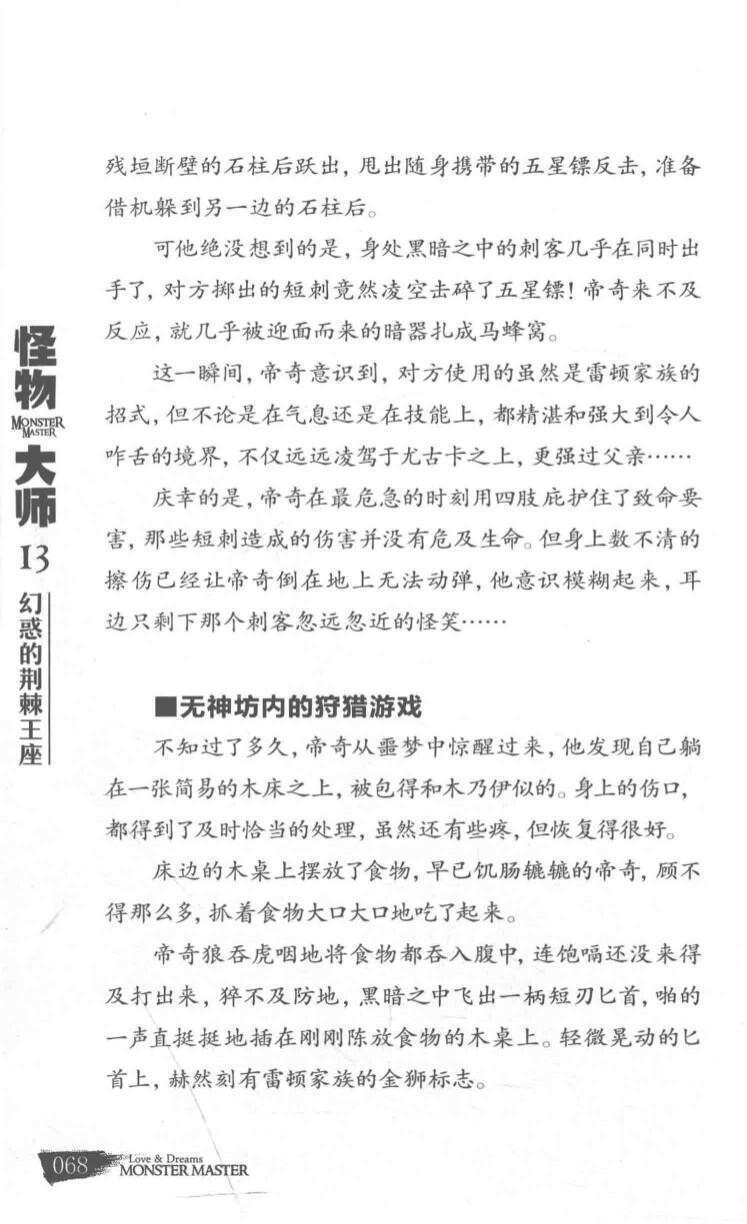 残垣断壁的石柱后跃出，甩出随身携带的五星镖反击，准备
借机躲到另一边的石柱后。
可他绝没想到的是，身处黑暗之中的刺客几乎在同时出
手了，对方掷出的短刺竟然凌空击碎了五星镖！帝奇来不及
反应，就几乎被迎面而来的暗器扎成马蜂窝。
这一瞬间，帝奇意识到，对方使用的虽然是雷顿家族的
招式，但不论是在气息还是在技能上，都精湛和强大到令人
咋舌的境界，不仅远远凌驾于尤古卡之上，更强过父亲……
庆幸的是，帝奇在最危急的时刻用四肢庇护住了致命要
害，那些短刺造成的伤害并没有危及生命。但身上数不清的
擦伤已经让帝奇倒在地上无法动弹，他意识模糊起来，耳
边只剩下那个刺客忽远忽近的怪笑……
■无神坊内的狩猎游戏
不知过了多久，帝奇从噩梦中惊醒过来，他发现自己躺
在一张简易的木床之上，被包得和木乃伊似的。身上的伤口，
都得到了及时恰当的处理，虽然还有些疼，但恢复得很好。
床边的木桌上摆放了食物，早已饥肠辘辘的帝奇，顾不
得那么多，抓着食物大口大口地吃了起来。
帝奇狼吞虎咽地将食物都吞入腹中，连饱嗝还没来得
及打出来，猝不及防地，黑暗之中飞出一柄短刃匕首，啪的
一声直挺挺地插在刚刚陈放食物的木桌上。轻微晃动的匕
首上，赫然刻有雷顿家族的金狮标志。
怪物
MONSTER
MASTER
大师
13
幻惑的荆棘王座
068
Love & Dreams
MONSTER MASTER